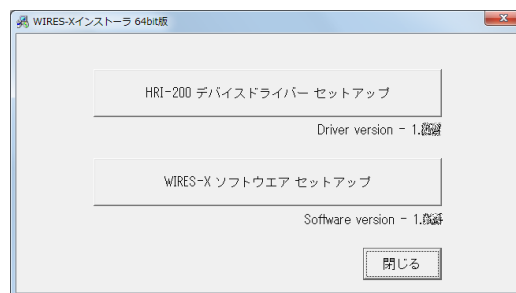 WIRES-Xインストーラ 64bit版
HRI-200 デバイスドライバー セットアップ
Driver version - 1.
WIRES-X ソフトウエア セットアップ
Software version - 1.
閉じる